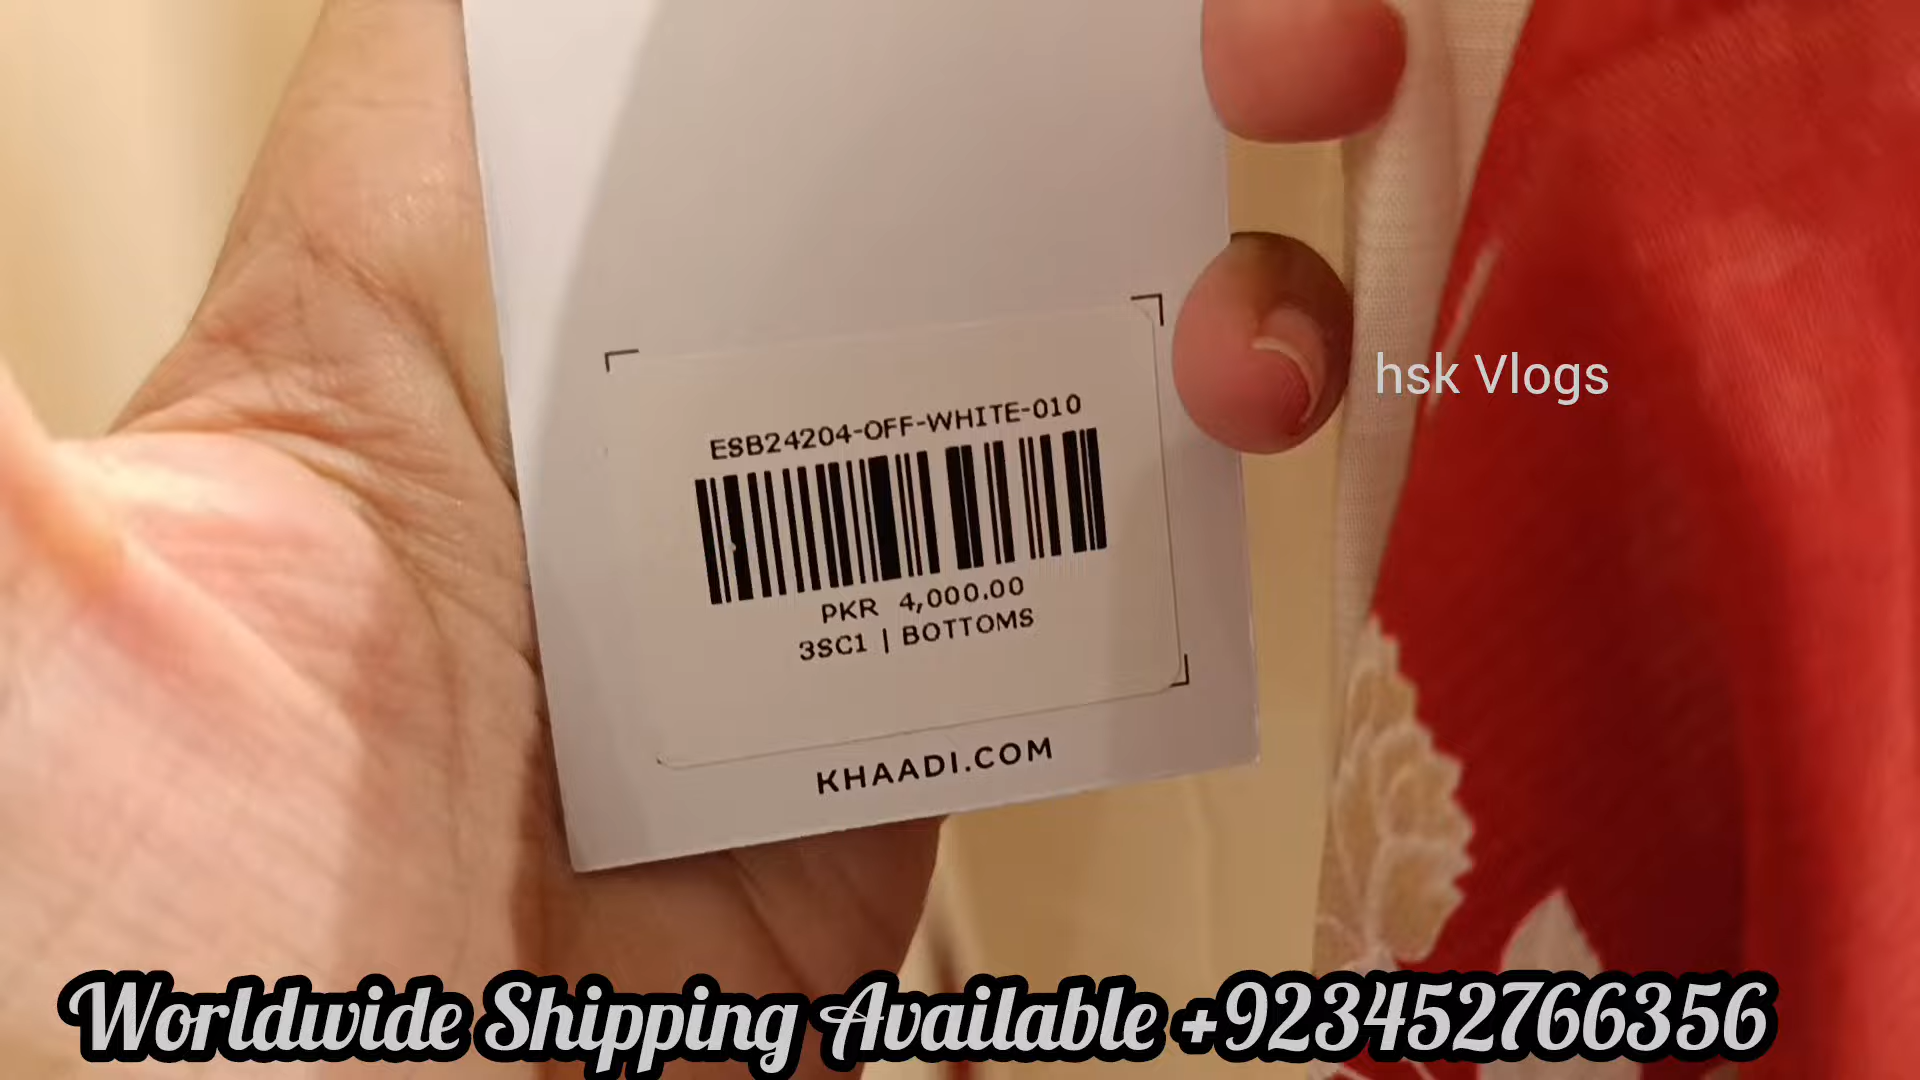 ESB24204-OFF-WHITE-010
PKR 4,000.00
3SC1 | BOTTOMS
KHAADI.COM
hsk Vlogs
Worldwide Shipping Available +923452766356